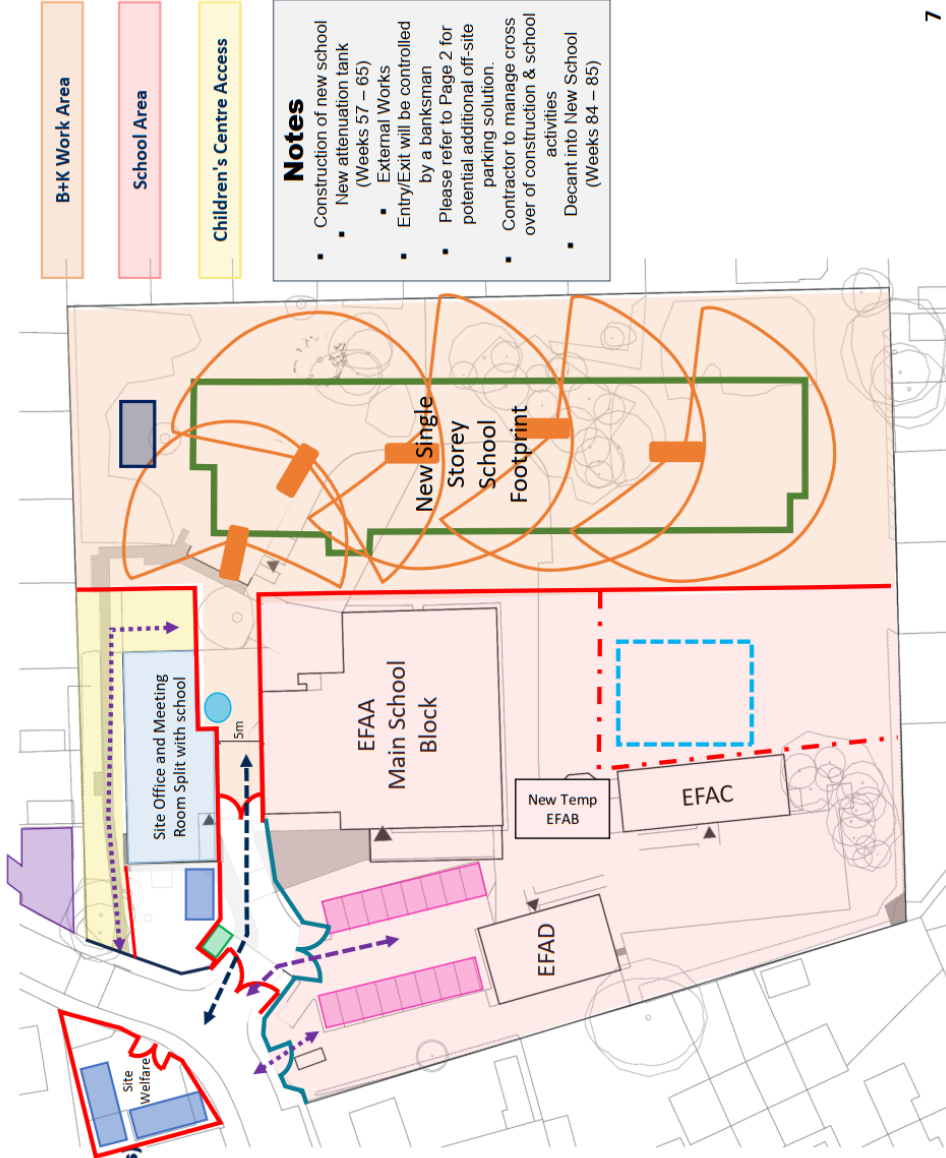 B+K Work Area
School Area
Children's Centre Access
Notes
▪ Construction of new school
▪ New attenuation tank
(Weeks 57 – 65)
▪ External Works
▪ Entry/Exit will be controlled
by a banksman
▪ Please refer to Page 2 for
potential additional off-site
parking solution.
▪ Contractor to manage cross
over of construction & school
activities
▪ Decant into New School
(Weeks 84 – 85)
New Single
Storey
School
Footprint
Site Office and Meeting
Room Split with school
5m
EFAA
Main School
Block
New Temp
EFAB
EFAC
EFAD
Site
Welfare
7